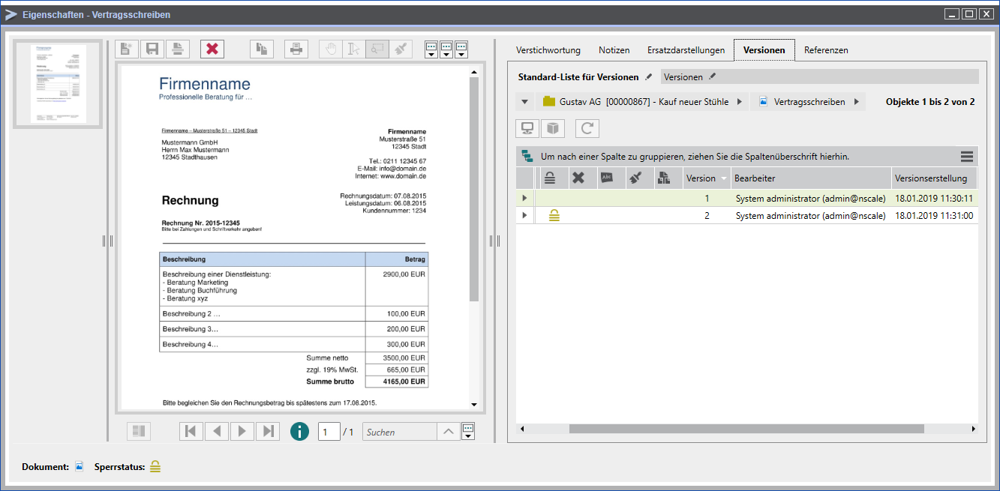 Eigenschaften - Vertragsschreiben
Firmenname
Professionelle Beratung für ...
Firmenname – Musterstraße 51 – 12345 Stadt
Mustermann GmbH
Herrn Max Mustermann
12345 Stadthausen
Firmenname
Musterstraße 51
12345 Stadt
Tel.: 0211 12345 67
E-Mail: info@domain.de
Internet: www.domain.de
Rechnung
Rechnungsdatum: 07.08.2015
Leistungsdatum: 06.08.2015
Kundennummer: 1234
Rechnung Nr. 2015-12345
Bitte bei Zahlungen und Schriftverkehr angeben!
Beschreibung Betrag
Beschreibung einer Dienstleistung: 2900,00 EUR
- Beratung Marketing
- Beratung Buchführung
- Beratung xyz
Beschreibung 2 ... 100,00 EUR
Beschreibung 3... 200,00 EUR
Beschreibung 4... 300,00 EUR
Summe netto 3500,00 EUR
zzgl. 19% MwSt. 665,00 EUR
Summe brutto 4165,00 EUR
Bitte begleichen Sie den Rechnungsbetrag bis spätestens zum 17.08.2015.
1 / 1 Suchen
Verstichwortung Notizen Ersatzdarstellungen Versionen Referenzen
Standard-Liste für Versionen Versionen
Gustav AG [00000867] - Kauf neuer Stühle Vertragsschreiben Objekte 1 bis 2 von 2
Um nach einer Spalte zu gruppieren, ziehen Sie die Spaltenüberschrift hierhin.
Abc Version Bearbeiter Versionserstellung
1 System administrator (admin@nscale) 18.01.2019 11:30:11
2 System administrator (admin@nscale) 18.01.2019 11:31:00
Dokument: Sperrstatus: